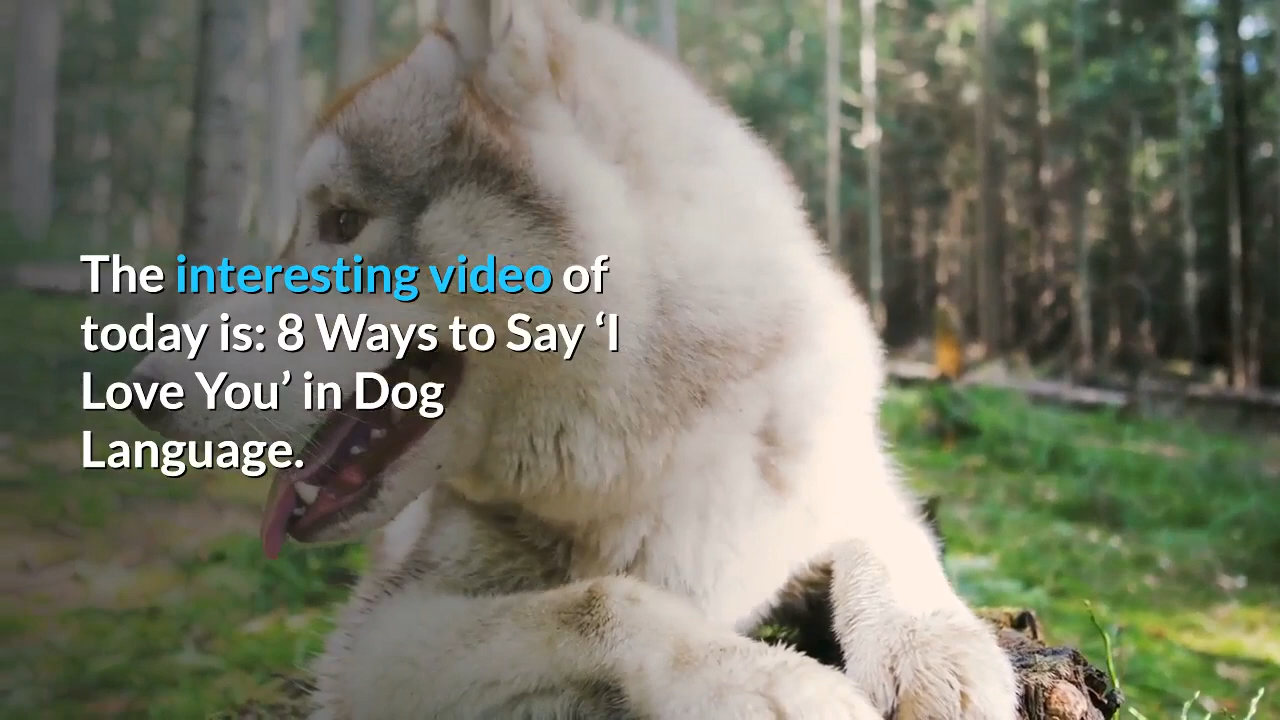 The interesting video of
today is: 8 Ways to Say ‘I
Love You’ in Dog
Language.